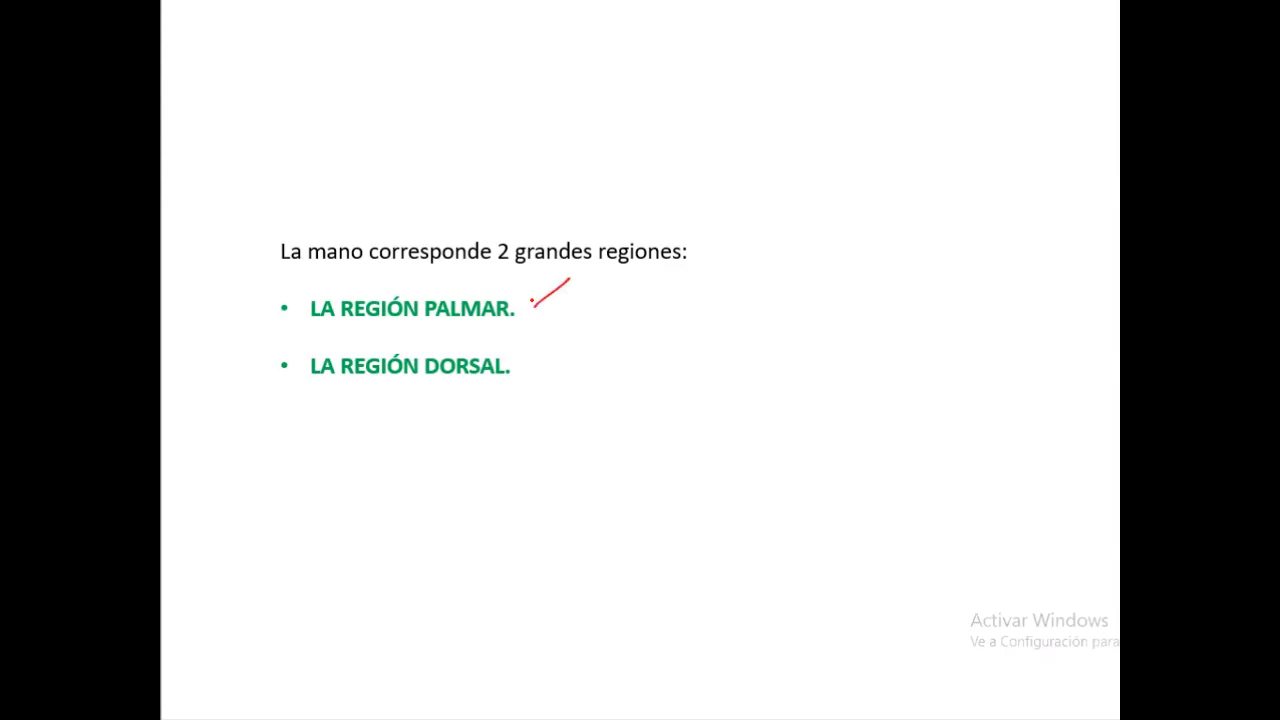 La mano corresponde 2 grandes regiones:
• LA REGIÓN PALMAR.
• LA REGIÓN DORSAL.
Activar Windows
Ve a Configuración para